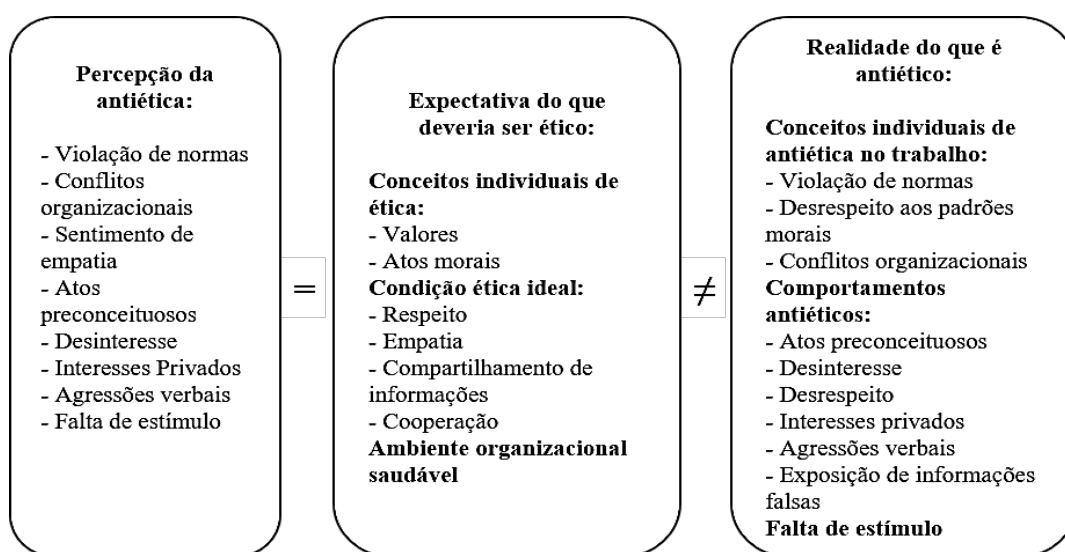 Percepção da
antiética:
- Violação de normas
- Conflitos
organizacionais
- Sentimento de
empatia
- Atos
preconceituosos
- Desinteresse
- Interesses Privados
- Agressões verbais
- Falta de estímulo
=
Expectativa do que
deveria ser ético:
Conceitos individuais de
ética:
- Valores
- Atos morais
Condição ética ideal:
- Respeito
- Empatia
- Compartilhamento de
informações
- Cooperação
Ambiente organizacional
saudável
≠
Realidade do que é
antiético:
Conceitos individuais de
antiética no trabalho:
- Violação de normas
- Desrespeito aos padrões
morais
- Conflitos organizacionais
Comportamentos
antiéticos:
- Atos preconceituosos
- Desinteresse
- Desrespeito
- Interesses privados
- Agressões verbais
- Exposição de informações
falsas
Falta de estímulo